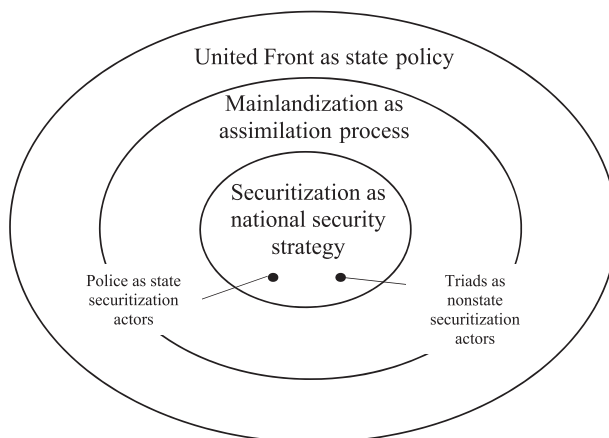 United Front as state policy
Mainlandization as
assimilation process
Securitization as
national security
strategy
Police as state
securitization
actors
Triads as
nonstate
securitization
actors